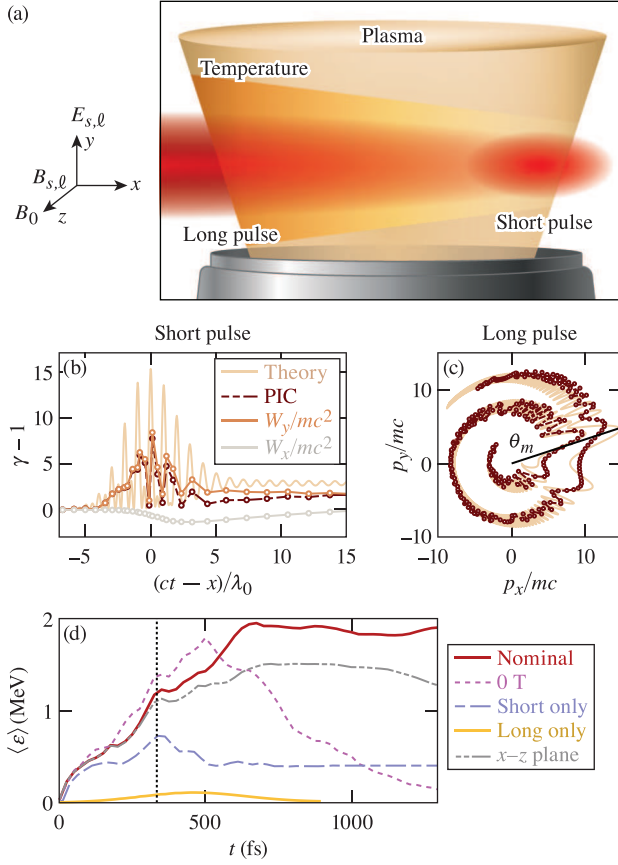 (a)
Plasma
Temperature
E_{s,ℓ}
y
B_{s,ℓ}
x
B_0
z
Long pulse
Short pulse
Short pulse
Long pulse
(b)
Theory
PIC
W_y/mc^2
W_x/mc^2
15
10
5
0
γ − 1
−5 0 5 10 15
(ct − x)/λ_0
(c)
θ_m
10
5
0
−5
−10
p_y/mc
−10 0 10
p_x/mc
(d)
2
1
0
⟨ε⟩ (MeV)
0 500 1000
t (fs)
Nominal
0 T
Short only
Long only
x–z plane